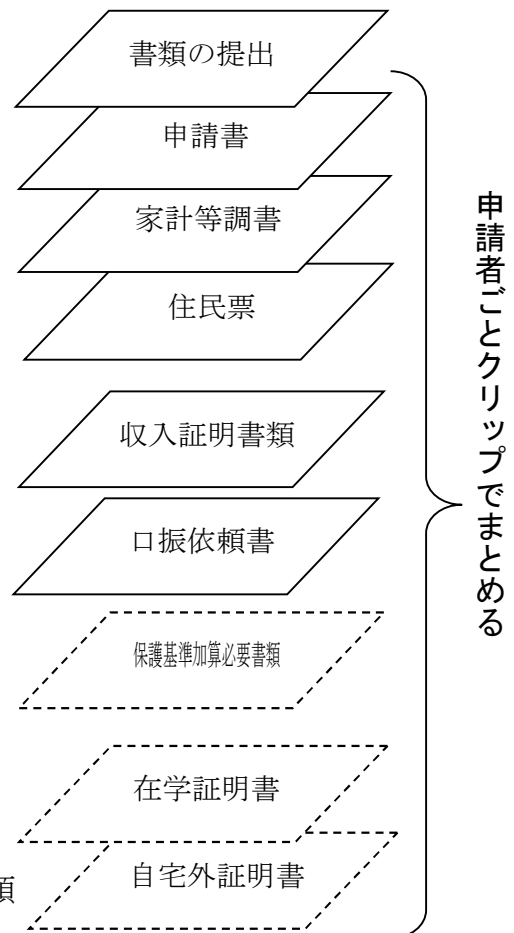 書類の提出
申請書
家計等調書
住民票
収入証明書類
口振依頼書
保護基準加算必要書類
在学証明書
自宅外証明書
類
申請者ごとクリップでまとめる